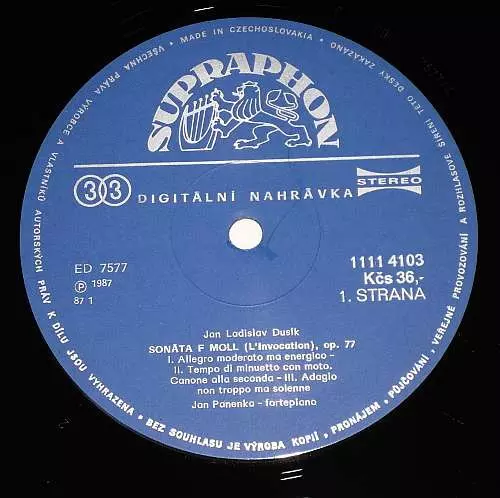 VŠECHNA PRÁVA VÝROBCE A VLASTNÍKŮ AUTORSKÝCH PRÁV K DÍLU JSOU VYHRAZENA • BEZ SOUHLASU JE VÝROBA KOPIÍ, PRONÁJEM, PŮJČOVÁNÍ, VEŘEJNÉ PROVOZOVÁNÍ A ROZHLASOVÉ ŠÍŘENÍ TÉTO DESKY ZAKÁZÁNO
• MADE IN CZECHOSLOVAKIA •
SUPRAPHON
33 DIGITÁLNÍ NAHRÁVKA STEREO
ED 7577
Ⓟ 1987
87 1
1111 4103
Kčs 36,-
1. STRANA
Jan Ladislav Dusík
SONÁTA F MOLL (L'Invocation), op. 77
I. Allegro moderato ma energico -
II. Tempo di minuetto con moto.
Canone alla seconda - III. Adagio
non troppo ma solenne
Jan Panenka - fortepiano